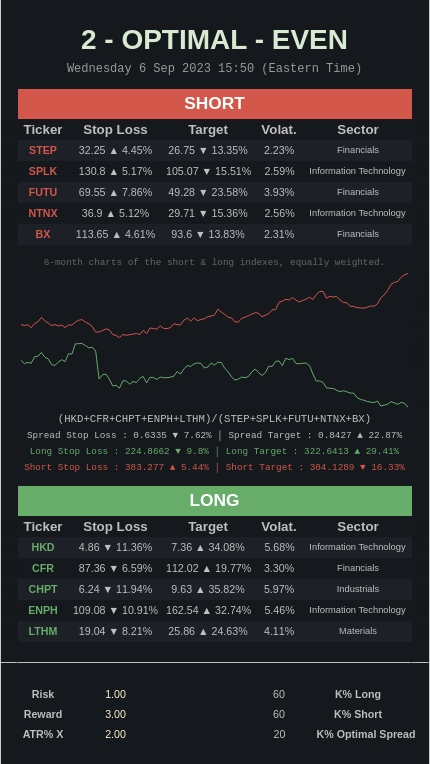 2 - OPTIMAL - EVEN
Wednesday 6 Sep 2023 15:50 (Eastern Time)
SHORT
Ticker Stop Loss Target Volat. Sector
STEP 32.25 ▲ 4.45% 26.75 ▼ 13.35% 2.23% Financials
SPLK 130.8 ▲ 5.17% 105.07 ▼ 15.51% 2.59% Information Technology
FUTU 69.55 ▲ 7.86% 49.28 ▼ 23.58% 3.93% Financials
NTNX 36.9 ▲ 5.12% 29.71 ▼ 15.36% 2.56% Information Technology
BX 113.65 ▲ 4.61% 93.6 ▼ 13.83% 2.31% Financials
6-month charts of the short & long indexes, equally weighted.
(HKD+CFR+CHPT+ENPH+LTHM)/(STEP+SPLK+FUTU+NTNX+BX)
Spread Stop Loss : 0.6335 ▼ 7.62% | Spread Target : 0.8427 ▲ 22.87%
Long Stop Loss : 224.8662 ▼ 9.8% | Long Target : 322.6413 ▲ 29.41%
Short Stop Loss : 383.277 ▲ 5.44% | Short Target : 304.1289 ▼ 16.33%
LONG
Ticker Stop Loss Target Volat. Sector
HKD 4.86 ▼ 11.36% 7.36 ▲ 34.08% 5.68% Information Technology
CFR 87.36 ▼ 6.59% 112.02 ▲ 19.77% 3.30% Financials
CHPT 6.24 ▼ 11.94% 9.63 ▲ 35.82% 5.97% Industrials
ENPH 109.08 ▼ 10.91% 162.54 ▲ 32.74% 5.46% Information Technology
LTHM 19.04 ▼ 8.21% 25.86 ▲ 24.63% 4.11% Materials
Risk 1.00 60 K% Long
Reward 3.00 60 K% Short
ATR% X 2.00 20 K% Optimal Spread